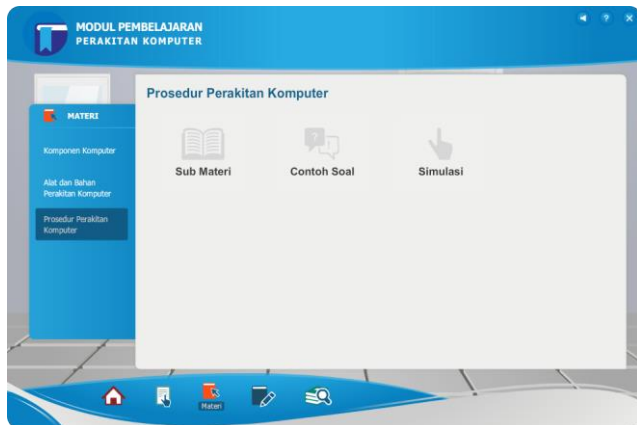 MODUL PEMBELAJARAN
PERAKITAN KOMPUTER
Prosedur Perakitan Komputer
MATERI
Komponen Komputer
Alat dan Bahan
Perakitan Komputer
Prosedur Perakitan
Komputer
Sub Materi
Contoh Soal
Simulasi
Materi